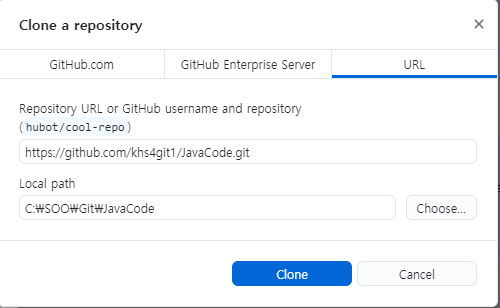 Clone a repository
GitHub.com
GitHub Enterprise Server
URL
Repository URL or GitHub username and repository
(hubot/cool-repo)
https://github.com/khs4git1/JavaCode.git
Local path
C:₩SOO₩Git₩JavaCode
Choose...
Clone
Cancel